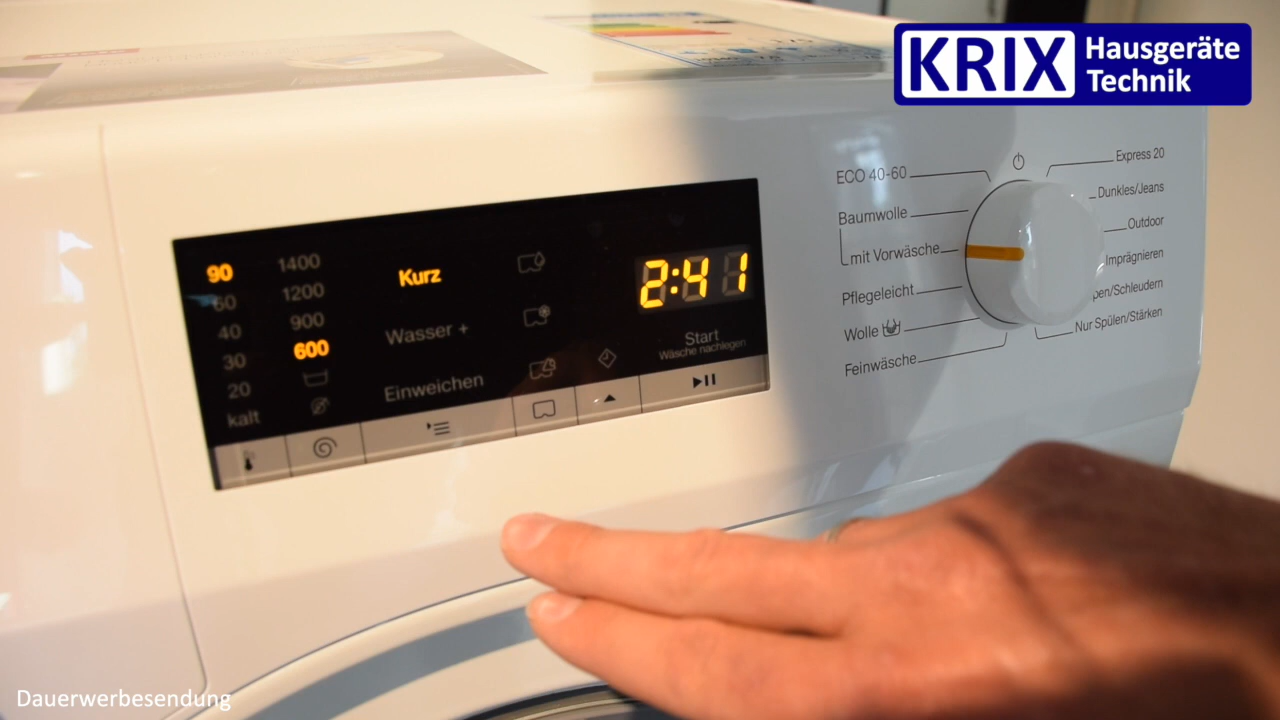 KRIX Hausgeräte
Technik
90
60
40
30
20
kalt
1400
1200
900
600
Kurz
Wasser +
Einweichen
2:41
Start
Wäsche nachlegen
ECO 40-60
Baumwolle
mit Vorwäsche
Pflegeleicht
Wolle
Feinwäsche
Express 20
Dunkles/Jeans
Outdoor
Imprägnieren
pen/Schleudern
Nur Spülen/Stärken
Dauerwerbesendung